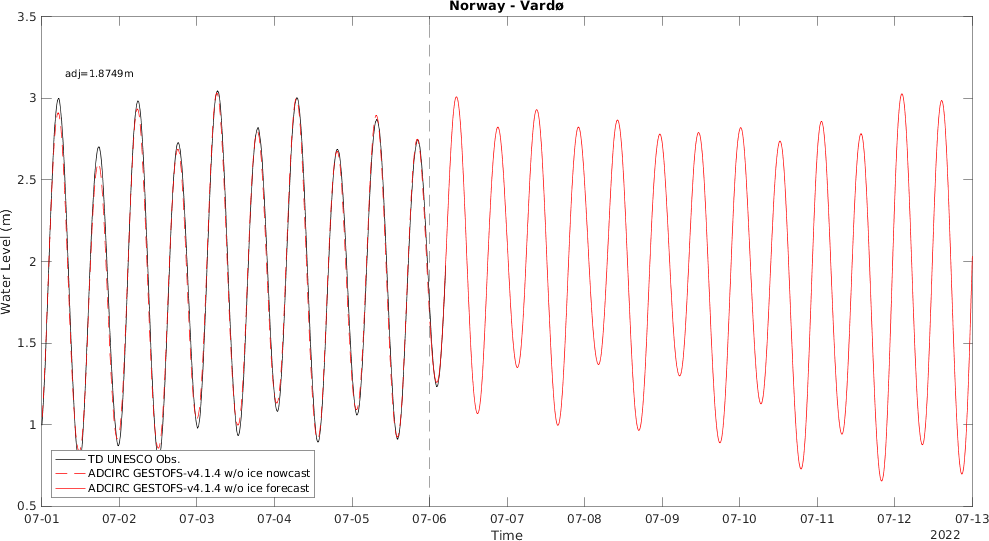 Norway - Vardø
3.5
adj=1.8749m
3
2.5
2
1.5
1
0.5
Water Level (m)
TD UNESCO Obs.
ADCIRC GESTOFS-v4.1.4 w/o ice nowcast
ADCIRC GESTOFS-v4.1.4 w/o ice forecast
07-01 07-02 07-03 07-04 07-05 07-06 07-07 07-08 07-09 07-10 07-11 07-12 07-13
Time
2022